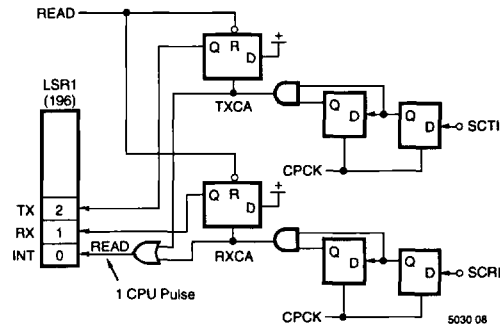 READ
LSR1
(196)
Q R
D
+
TXCA
Q
D
Q
D
SCTI
CPCK
+
Q R
D
TX 2
RX 1
INT 0
READ
RXCA
1 CPU Pulse
Q
D
Q
D
SCRI
CPCK
5030 08